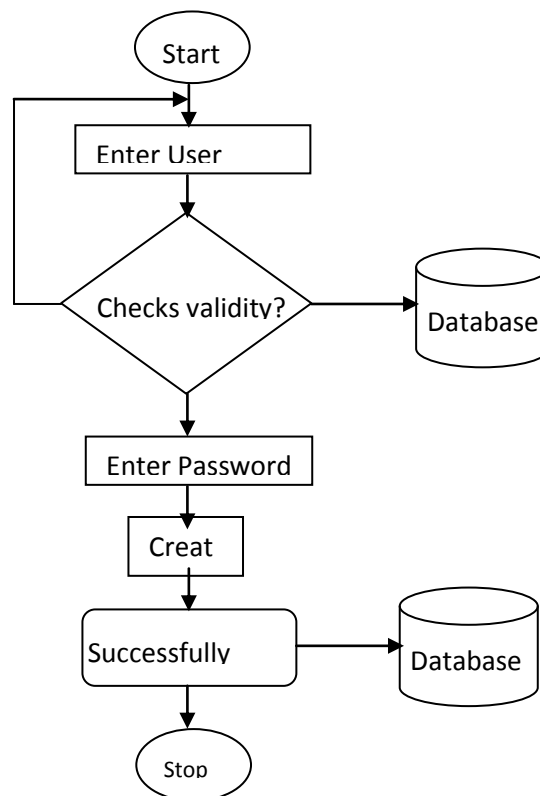 Start
Enter User
Checks validity?
Database
Enter Password
Creat
Successfully
Database
Stop